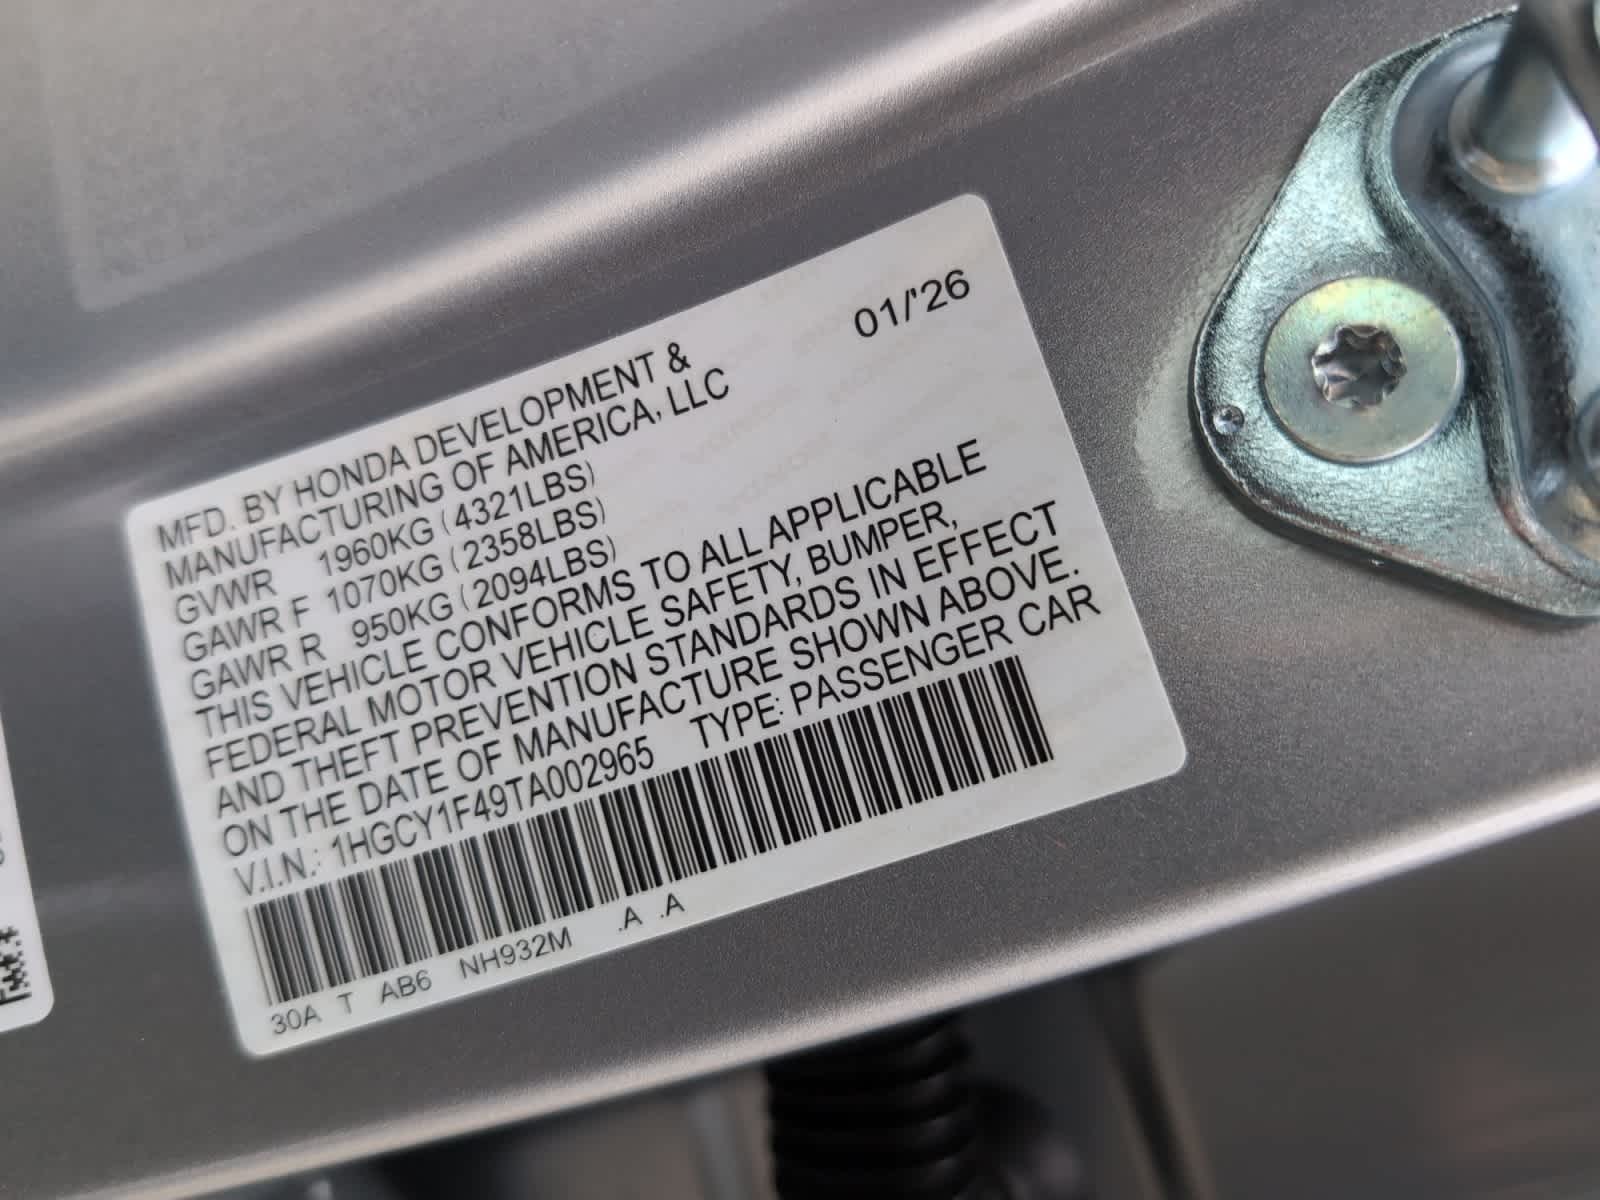 01/'26
MFD. BY HONDA DEVELOPMENT &
MANUFACTURING OF AMERICA, LLC
GVWR 1960KG (4321LBS)
GAWR F 1070KG (2358LBS)
GAWR R 950KG (2094LBS)
THIS VEHICLE CONFORMS TO ALL APPLICABLE
FEDERAL MOTOR VEHICLE SAFETY, BUMPER,
AND THEFT PREVENTION STANDARDS IN EFFECT
ON THE DATE OF MANUFACTURE SHOWN ABOVE.
V.I.N.: 1HGCY1F49TA002965 TYPE: PASSENGER CAR
30A T AB6 NH932M .A .A